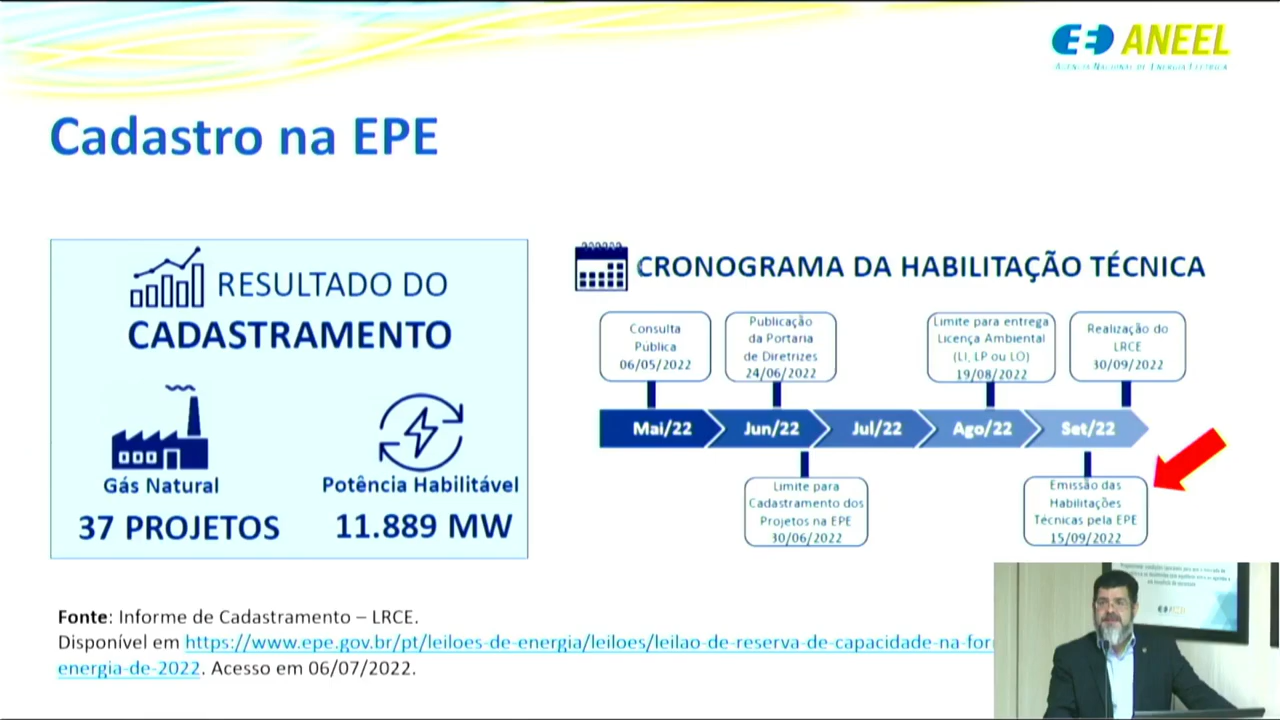 ANEEL
AGÊNCIA NACIONAL DE ENERGIA ELÉTRICA
Cadastro na EPE
RESULTADO DO
CADASTRAMENTO
Gás Natural
37 PROJETOS
Potência Habilitável
11.889 MW
CRONOGRAMA DA HABILITAÇÃO TÉCNICA
Consulta
Pública
06/05/2022
Publicação
da Portaria
de Diretrizes
24/06/2022
Limite para entrega
Licença Ambiental
(LI, LP ou LO)
19/08/2022
Realização do
LRCE
30/09/2022
Mai/22
Jun/22
Jul/22
Ago/22
Set/22
Limite para
Cadastramento dos
Projetos na EPE
30/06/2022
Emissão das
Habilitações
Técnicas pela EPE
15/09/2022
Fonte: Informe de Cadastramento – LRCE.
Disponível em https://www.epe.gov.br/pt/leiloes-de-energia/leiloes/leilao-de-reserva-de-capacidade-na-for
energia-de-2022. Acesso em 06/07/2022.
ANEEL